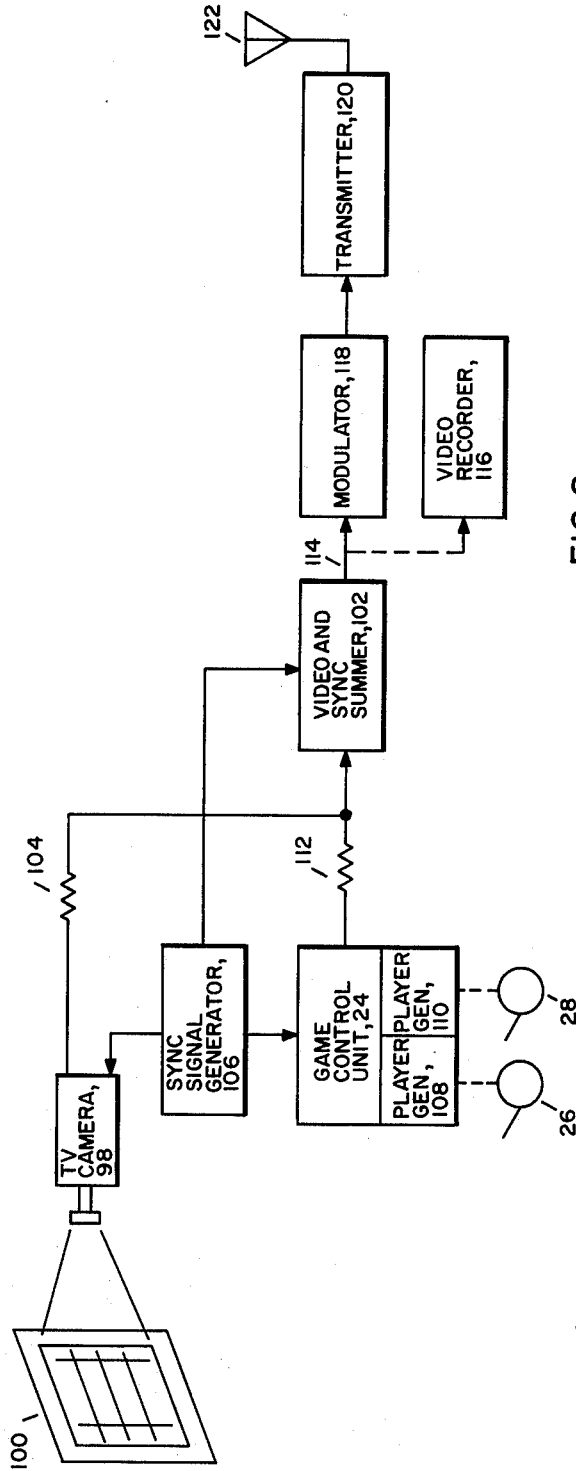 100
TV
CAMERA,
98
104
SYNC
SIGNAL
GENERATOR,
106
GAME
CONTROL
UNIT,24
PLAYER
GEN,
108
PLAYER
GEN,
110
26
28
112
VIDEO AND
SYNC
SUMMER,102
114
MODULATOR,118
VIDEO
RECORDER,
116
TRANSMITTER,120
122
FIG